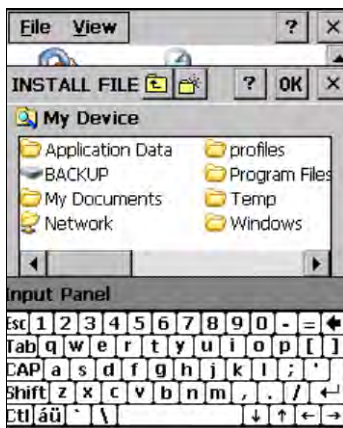 File View ? ×
INSTALL FILE ? OK ×
My Device
Application Data profiles
BACKUP Program Files
My Documents Temp
Network Windows
Input Panel
Esc 1 2 3 4 5 6 7 8 9 0 - =
Tab q w e r t y u i o p [ ]
CAP a s d f g h j k l ; '
Shift z x c v b n m , . /
Ctl áü ` \